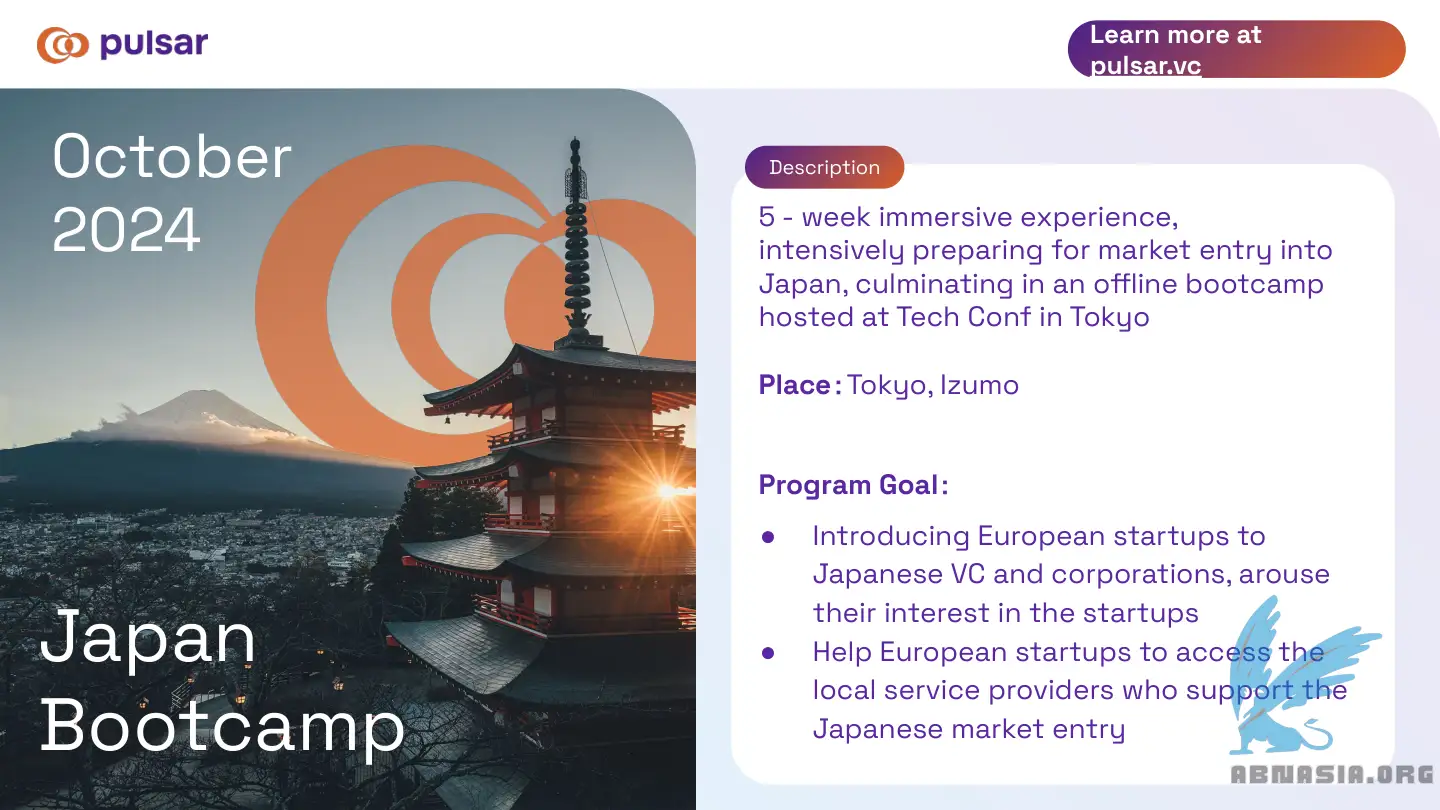 pulsar
Learn more at
pulsar.vc
October
2024
Japan
Bootcamp
Description
5 - week immersive experience,
intensively preparing for market entry into
Japan, culminating in an offline bootcamp
hosted at Tech Conf in Tokyo
Place: Tokyo, Izumo
Program Goal:
● Introducing European startups to
Japanese VC and corporations, arouse
their interest in the startups
● Help European startups to access the
local service providers who support the
Japanese market entry
ABNASIA.ORG